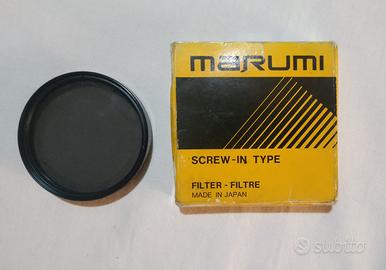 marumi
SCREW-IN TYPE
FILTER - FILTRE
MADE IN JAPAN
subito